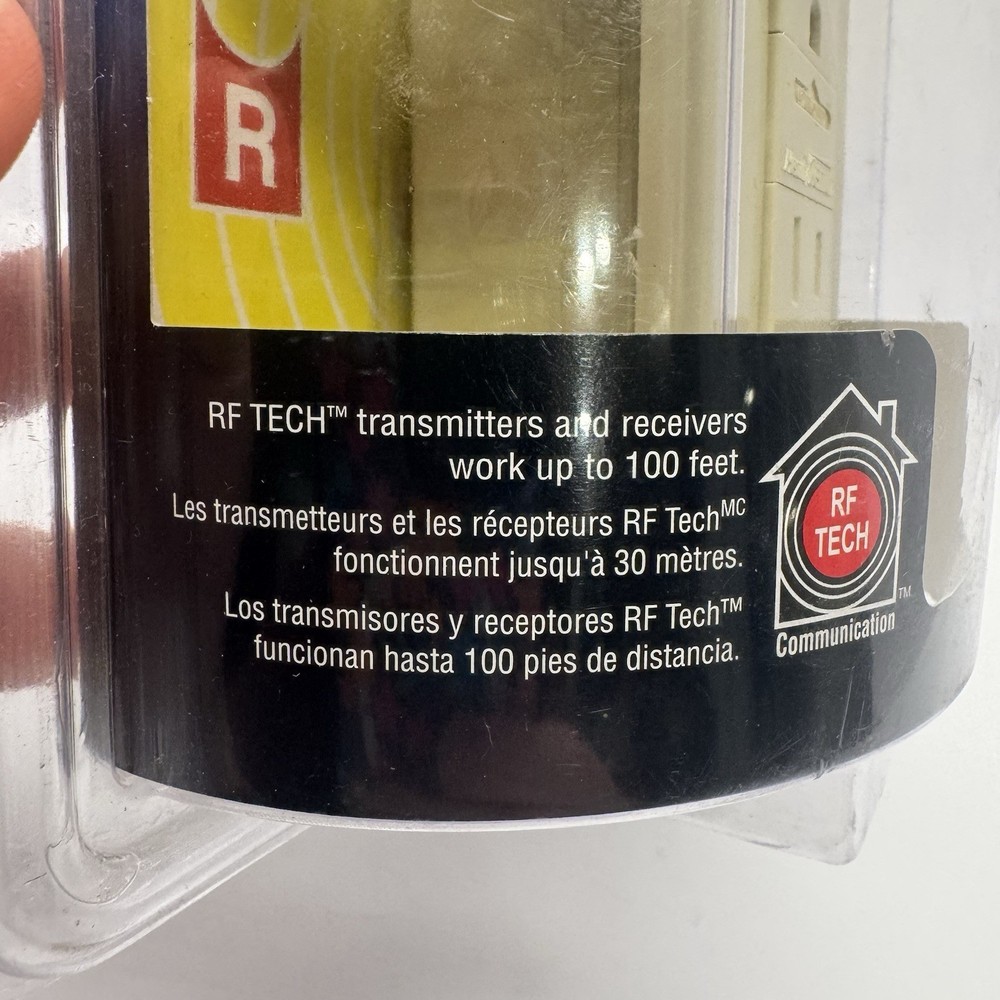 R
RF TECH™ transmitters and receivers
work up to 100 feet.
Les transmetteurs et les récepteurs RF Tech^MC
fonctionnent jusqu'à 30 mètres.
Los transmisores y receptores RF Tech™
funcionan hasta 100 pies de distancia.
RF
TECH
™
Communication